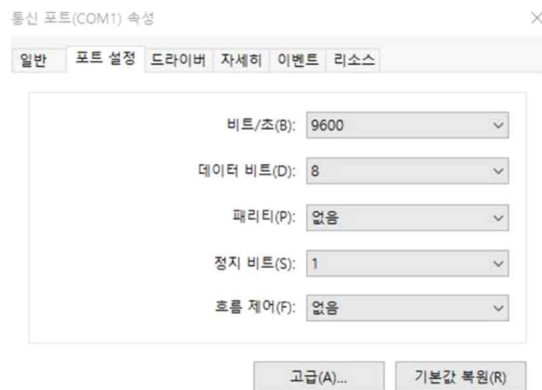 통신 포트(COM1) 속성
일반 포트 설정 드라이버 자세히 이벤트 리소스
비트/초(B): 9600
데이터 비트(D): 8
패리티(P): 없음
정지 비트(S): 1
흐름 제어(F): 없음
고급(A)... 기본값 복원(R)